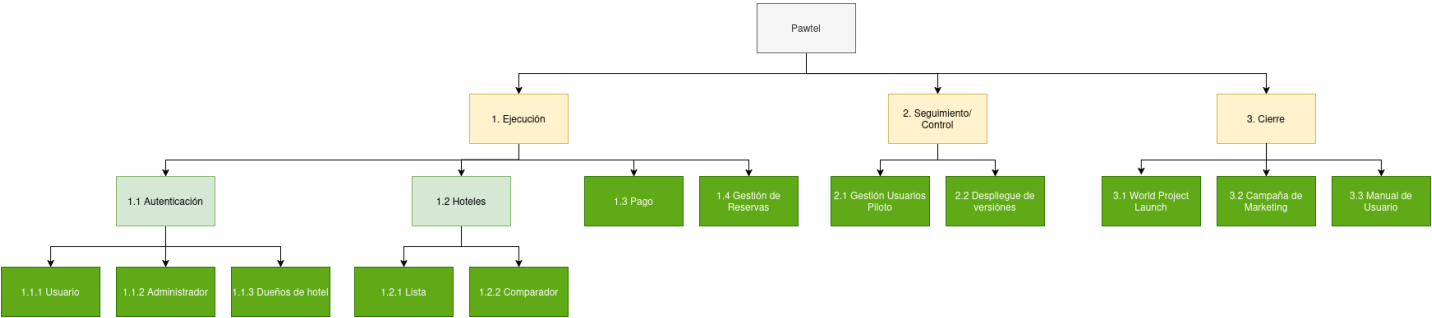 Pawtel
1. Ejecución
2. Seguimiento/
Control
3. Cierre
1.1 Autenticación
1.2 Hoteles
1.3 Pago
1.4 Gestión de
Reservas
2.1 Gestión Usuarios
Piloto
2.2 Despliegue de
versiónes
3.1 World Project
Launch
3.2 Campaña de
Marketing
3.3 Manual de
Usuario
1.1.1 Usuario
1.1.2 Administrador
1.1.3 Dueños de hotel
1.2.1 Lista
1.2.2 Comparador